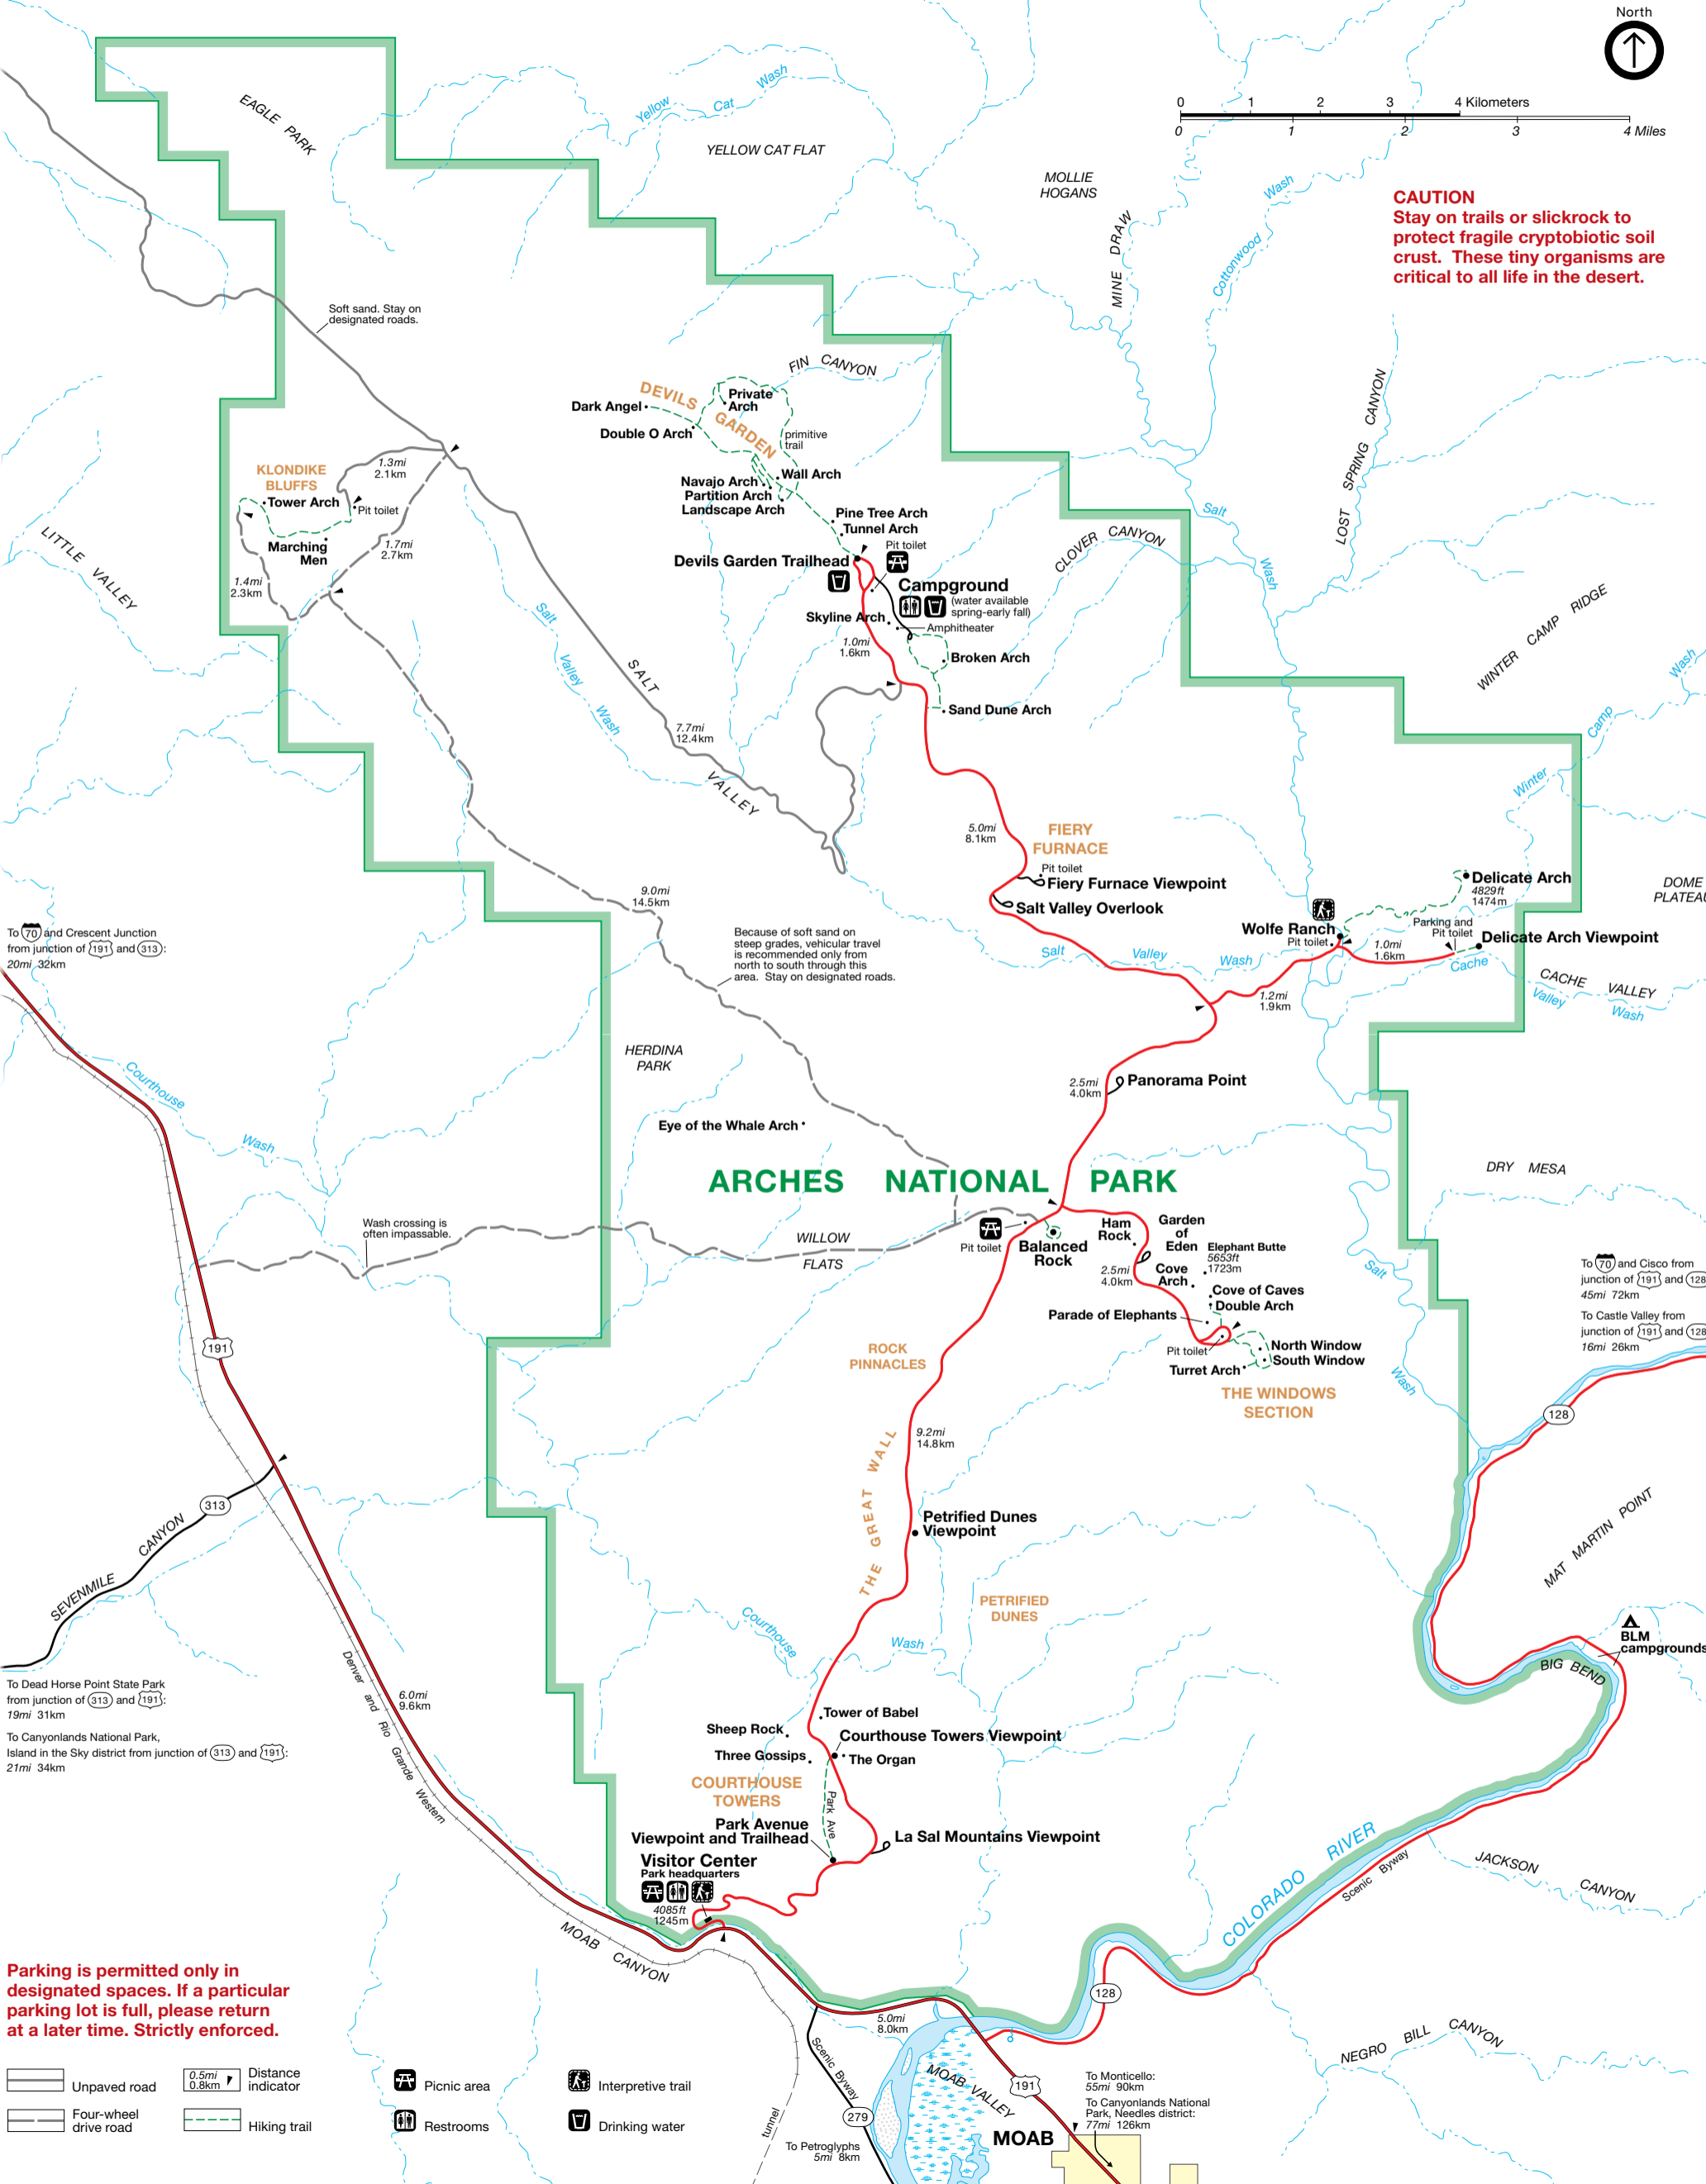 North
0 1 2 3 4 Kilometers
0 1 2 3 4 Miles
CAUTION
Stay on trails or slickrock to
protect fragile cryptobiotic soil
crust. These tiny organisms are
critical to all life in the desert.
EAGLE PARK
Yellow Cat Wash
YELLOW CAT FLAT
MOLLIE
HOGANS
MINE DRAW
Cottonwood Wash
Soft sand. Stay on
designated roads.
FIN CANYON
DEVILS
GARDEN
Private
Arch
Dark Angel
Double O Arch
primitive
trail
Wall Arch
Navajo Arch
Partition Arch
Landscape Arch
Pine Tree Arch
Tunnel Arch
Pit toilet
Devils Garden Trailhead
Campground
(water available
spring-early fall)
Skyline Arch
Amphitheater
1.0mi
1.6km
Broken Arch
Sand Dune Arch
CLOVER CANYON
LOST SPRING CANYON
Salt
Wash
WINTER CAMP RIDGE
Winter Camp Wash
KLONDIKE
BLUFFS
1.3mi
2.1km
Tower Arch
Pit toilet
Marching
Men
1.7mi
2.7km
1.4mi
2.3km
LITTLE VALLEY
Salt Valley Wash
SALT VALLEY
7.7mi
12.4km
5.0mi
8.1km
FIERY
FURNACE
Pit toilet
Fiery Furnace Viewpoint
Salt Valley Overlook
Salt Valley Wash
Delicate Arch
4829ft
1474m
DOME
PLATEAU
Wolfe Ranch
Pit toilet
Parking and
Pit toilet
Delicate Arch Viewpoint
1.0mi
1.6km
1.2mi
1.9km
Cache Valley Wash
CACHE VALLEY
9.0mi
14.5km
Because of soft sand on
steep grades, vehicular travel
is recommended only from
north to south through this
area. Stay on designated roads.
To 70 and Crescent Junction
from junction of 191 and 313:
20mi 32km
Courthouse Wash
HERDINA
PARK
2.5mi
4.0km
Panorama Point
Eye of the Whale Arch
ARCHES NATIONAL PARK
DRY MESA
Wash crossing is
often impassable.
WILLOW
FLATS
Pit toilet
Balanced
Rock
Ham
Rock
Garden
of
Eden
Elephant Butte
5653ft
1723m
2.5mi
4.0km
Cove
Arch
Cove of Caves
Double Arch
Parade of Elephants
Pit toilet
North Window
South Window
Turret Arch
THE WINDOWS
SECTION
Salt
Wash
To 70 and Cisco from
junction of 191 and 128
45mi 72km
To Castle Valley from
junction of 191 and 128
16mi 26km
128
191
ROCK
PINNACLES
9.2mi
14.8km
THE GREAT WALL
Petrified Dunes
Viewpoint
PETRIFIED
DUNES
MAT MARTIN POINT
313
SEVENMILE CANYON
Courthouse
Wash
BLM
campgrounds
BIG BEND
To Dead Horse Point State Park
from junction of 313 and 191:
19mi 31km
To Canyonlands National Park,
Island in the Sky district from junction of 313 and 191:
21mi 34km
Denver and Rio Grande Western
6.0mi
9.6km
Tower of Babel
Sheep Rock
Courthouse Towers Viewpoint
Three Gossips
The Organ
COURTHOUSE
TOWERS
Park Ave
Park Avenue
Viewpoint and Trailhead
La Sal Mountains Viewpoint
Visitor Center
Park headquarters
4085ft
1245m
COLORADO RIVER
Scenic Byway
JACKSON CANYON
MOAB CANYON
128
5.0mi
8.0km
NEGRO BILL CANYON
Parking is permitted only in
designated spaces. If a particular
parking lot is full, please return
at a later time. Strictly enforced.
Unpaved road
0.5mi
0.8km
Distance
indicator
Picnic area
Interpretive trail
Four-wheel
drive road
Hiking trail
Restrooms
Drinking water
Scenic Byway
279
tunnel
To Petroglyphs
5mi 8km
MOAB VALLEY
191
To Monticello:
55mi 90km
To Canyonlands National
Park, Needles district:
77mi 126km
MOAB